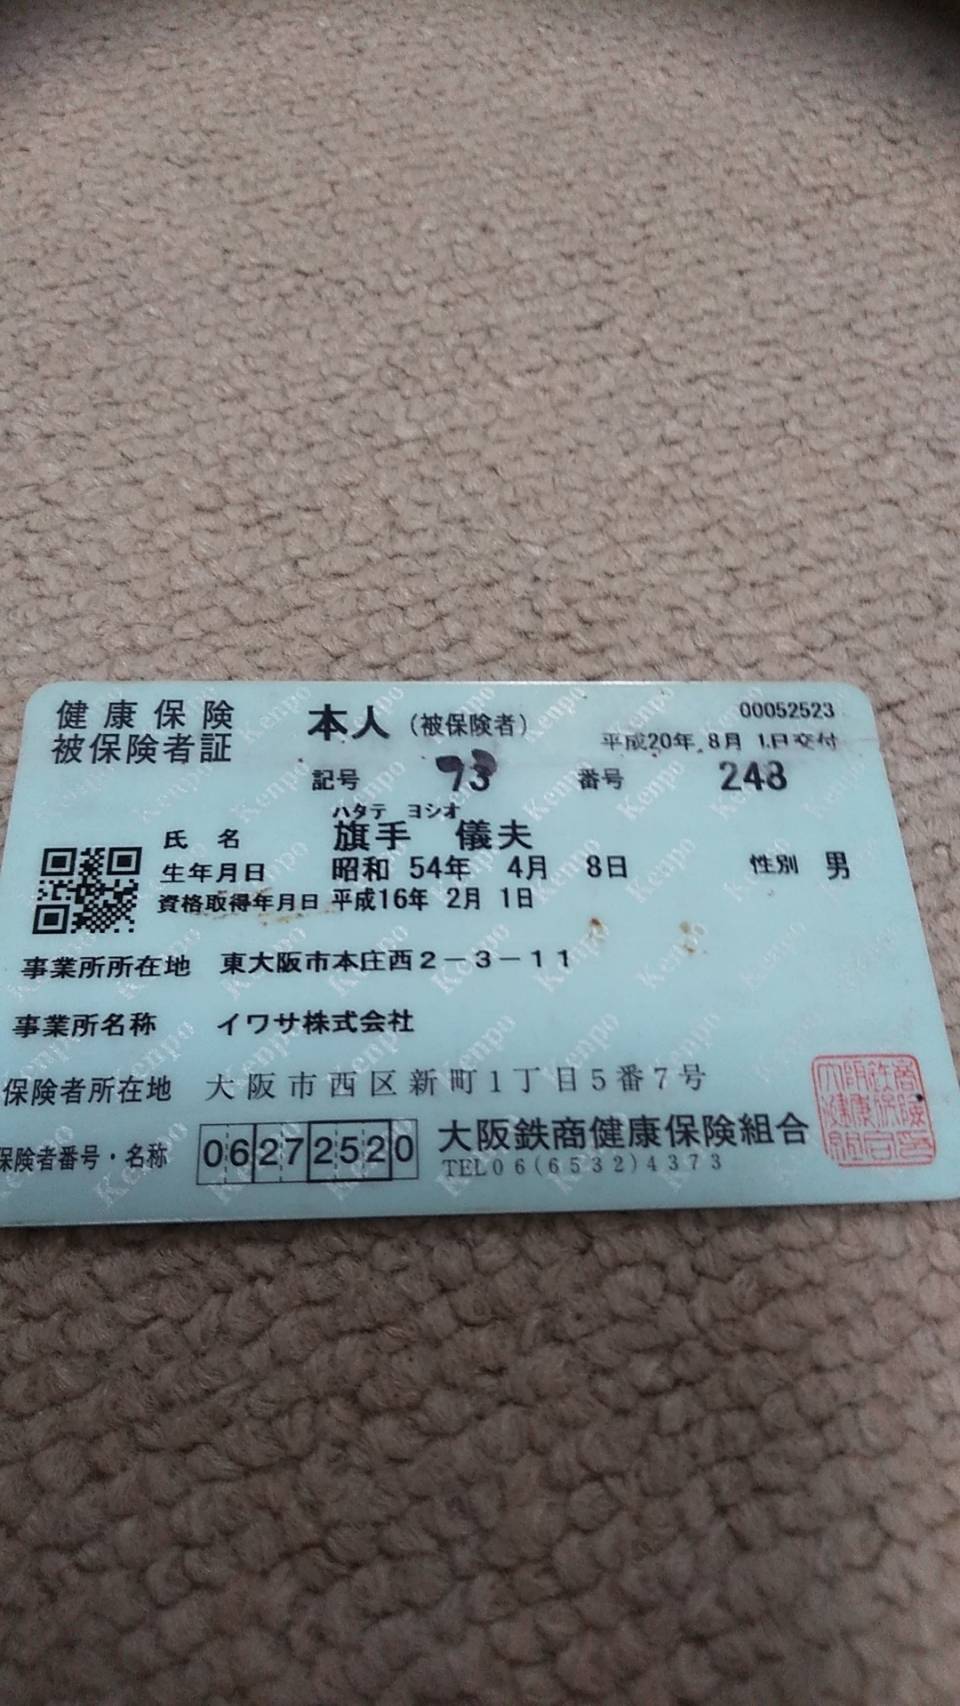 健康保険
被保険者証
本人（被保険者）
00052523
平成20年 8月 1日交付
記号 73 番号 248
ハタテ ヨシオ
氏名 旗手 儀夫
生年月日 昭和 54年 4月 8日 性別 男
資格取得年月日 平成16年 2月 1日
事業所所在地 東大阪市本庄西2-3-11
事業所名称 イワサ株式会社
保険者所在地 大阪市西区新町1丁目5番7号
保険者番号・名称 06272520 大阪鉄商健康保険組合
TEL06(6532)4373
Kenpo